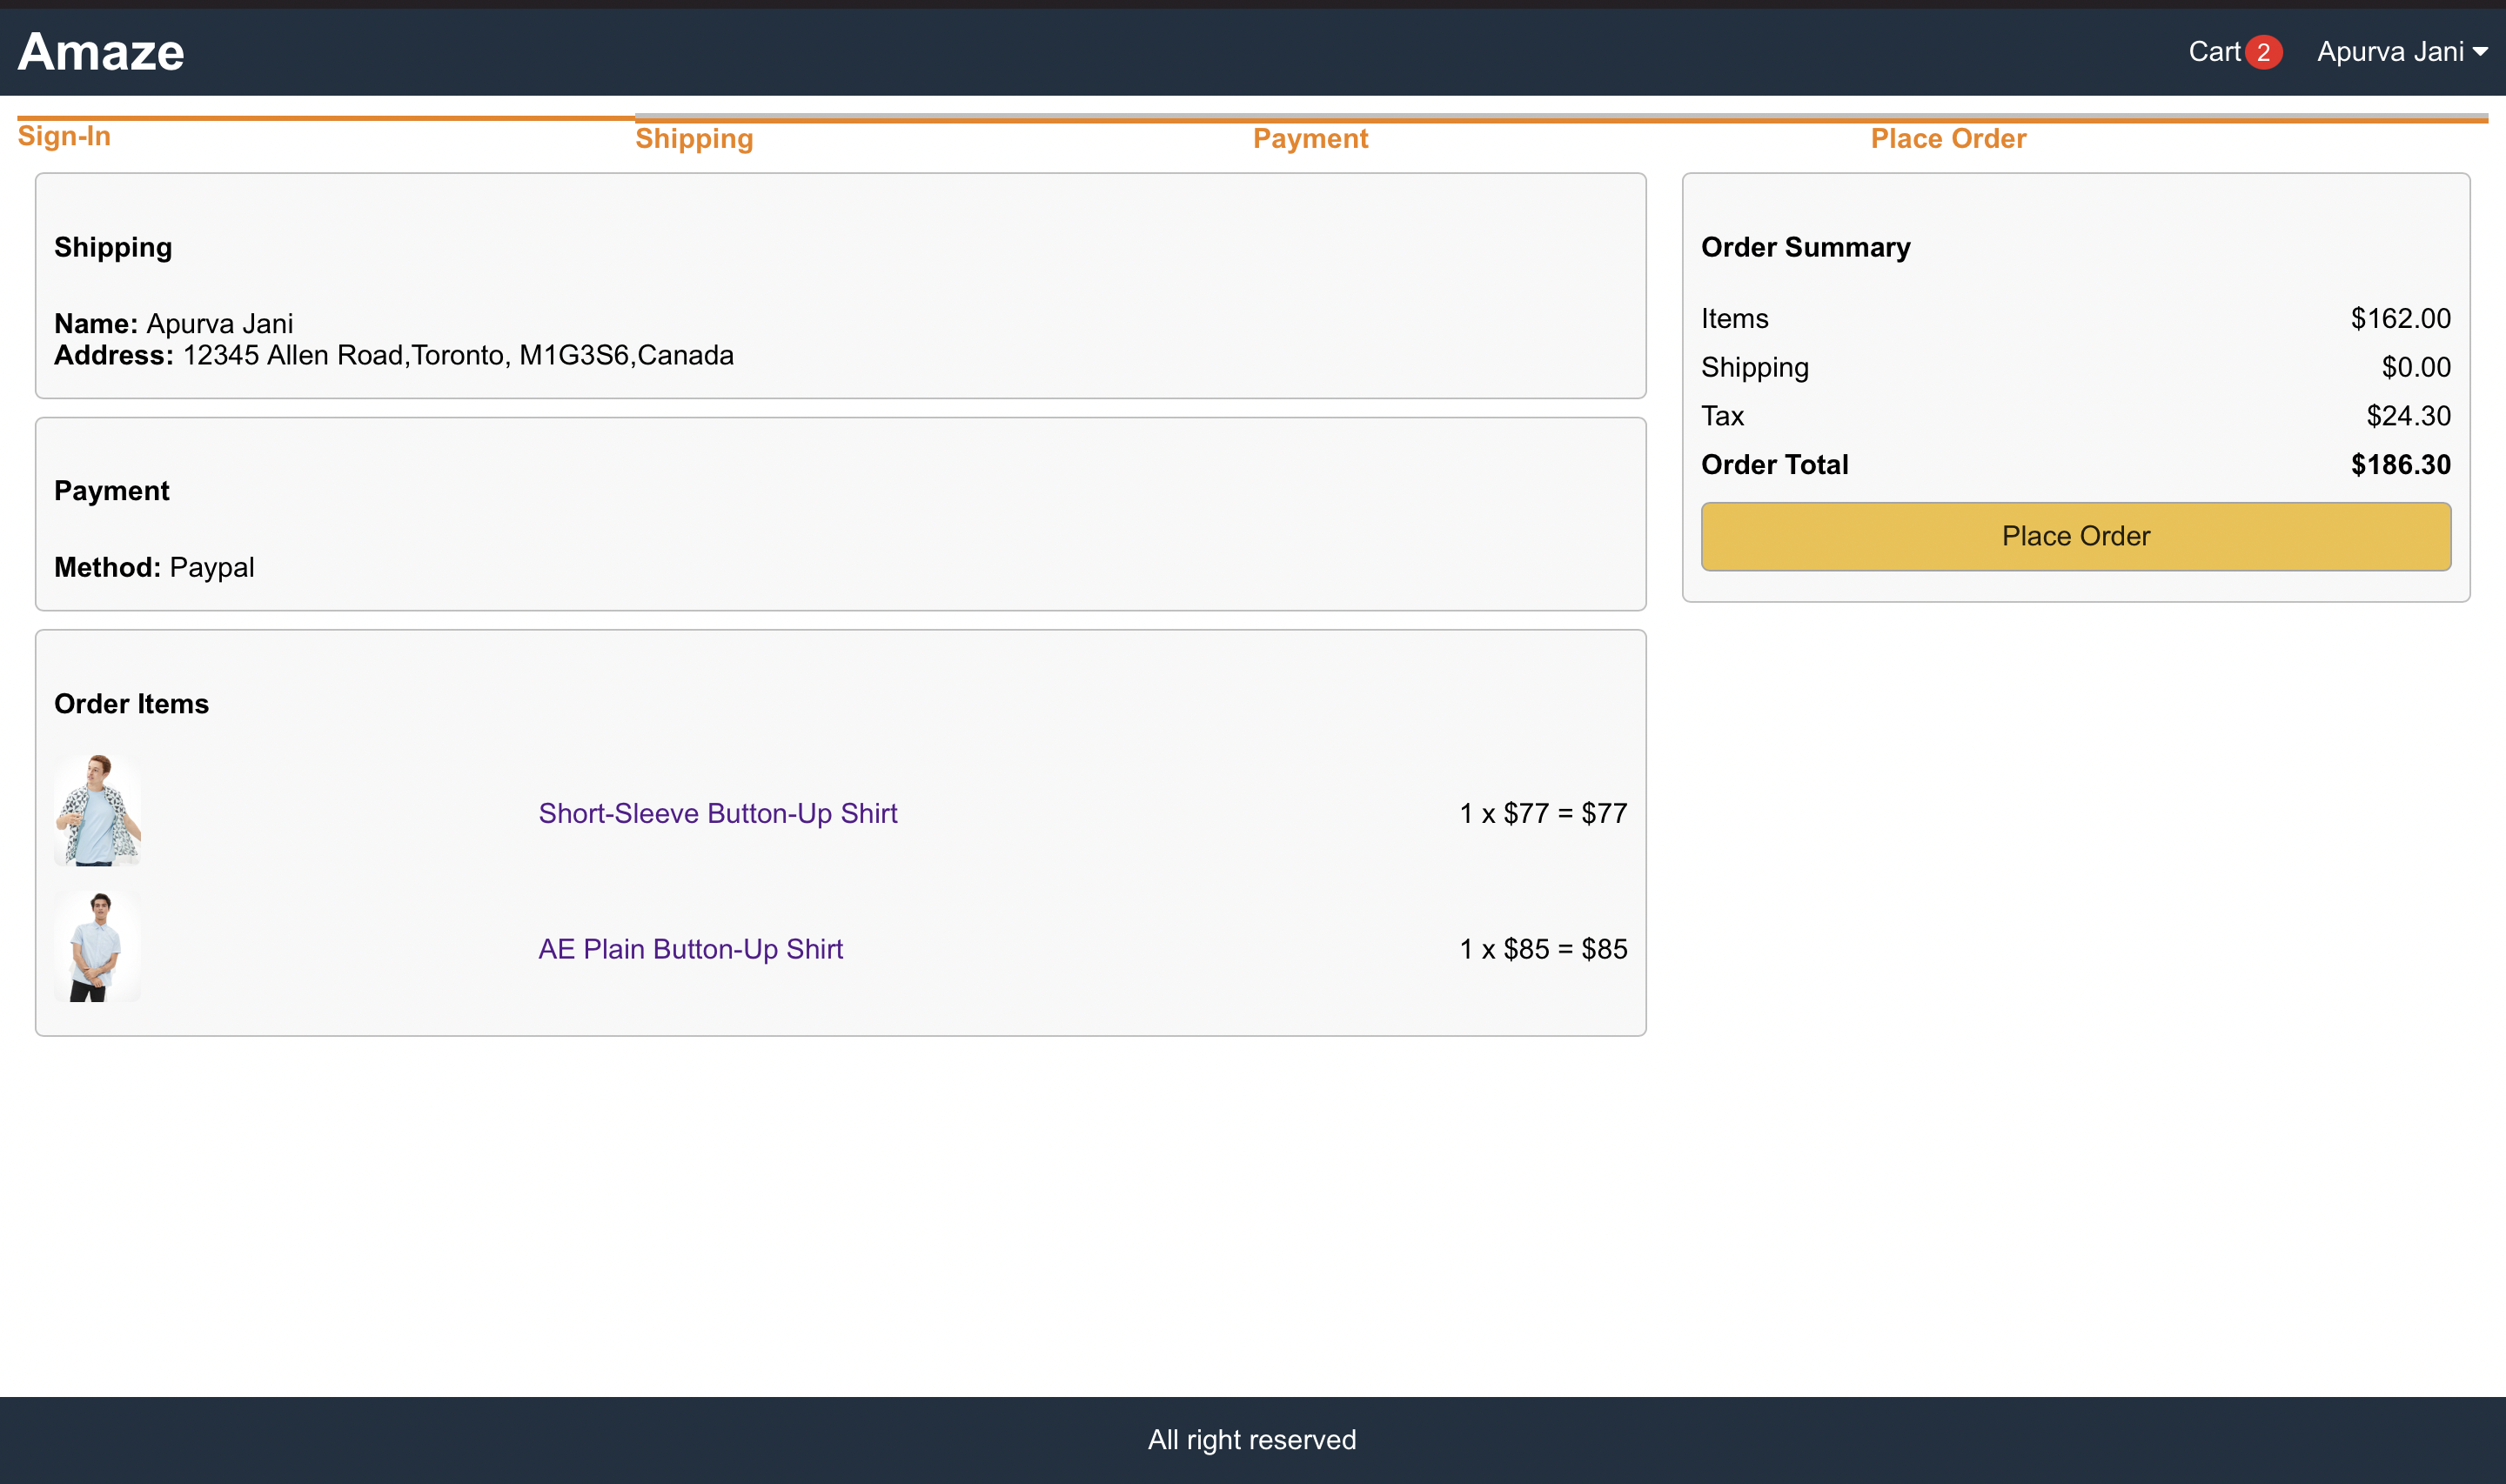 Amaze
Cart 2 Apurva Jani
Sign-In Shipping Payment Place Order
Shipping
Name: Apurva Jani
Address: 12345 Allen Road,Toronto, M1G3S6,Canada
Payment
Method: Paypal
Order Items
Short-Sleeve Button-Up Shirt 1 x $77 = $77
AE Plain Button-Up Shirt 1 x $85 = $85
Order Summary
Items $162.00
Shipping $0.00
Tax $24.30
Order Total $186.30
Place Order
All right reserved